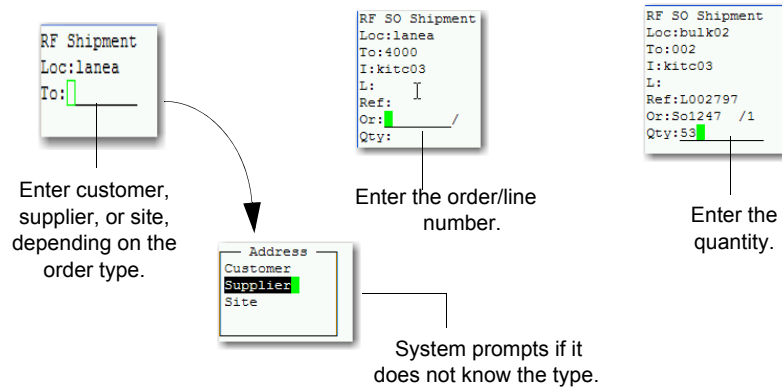 RF Shipment
Loc:lanea
To:
Enter customer,
supplier, or site,
depending on the
order type.
Address
Customer
Supplier
Site
System prompts if it
does not know the type.
RF SO Shipment
Loc:lanea
To:4000
I:kitc03
L:
Ref:
Or: /
Qty:
Enter the order/line
number.
RF SO Shipment
Loc:bulk02
To:002
I:kitc03
L:
Ref:L002797
Or:So1247 /1
Qty:53
Enter the
quantity.